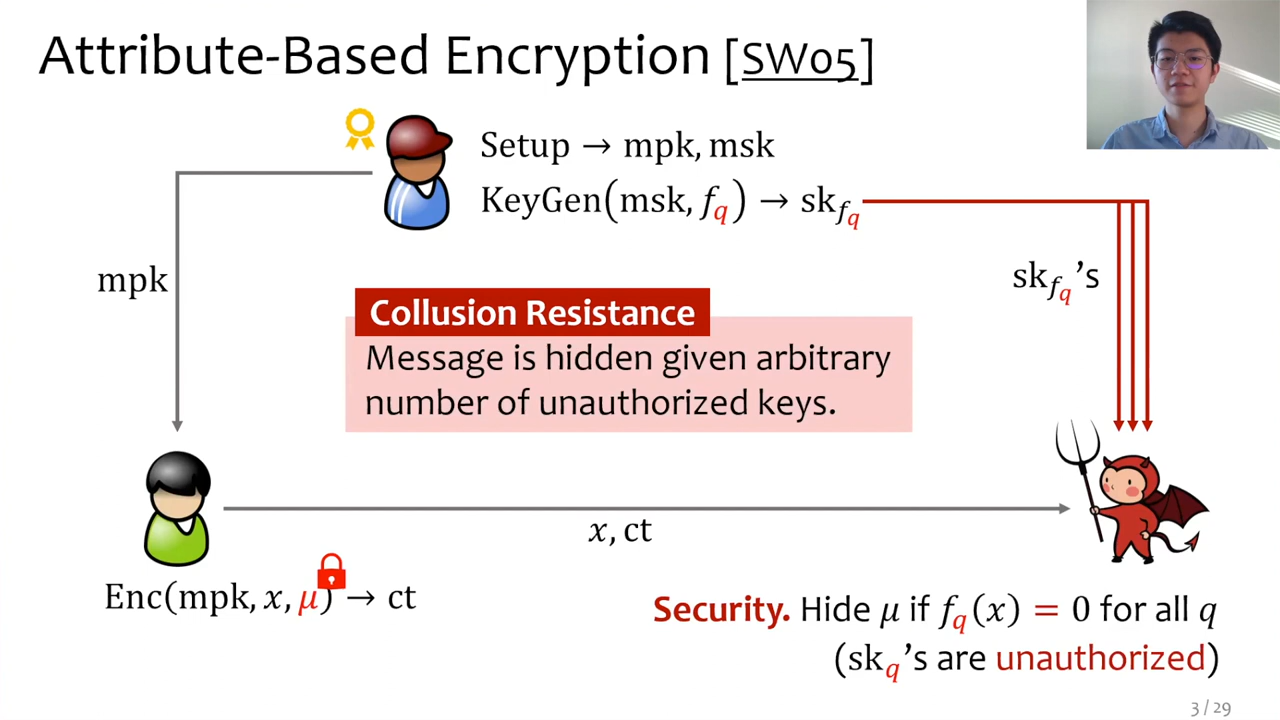 Attribute-Based Encryption [SW05]
Setup → mpk, msk
KeyGen(msk, f_q) → sk_{f_q}
mpk
sk_{f_q}'s
Collusion Resistance
Message is hidden given arbitrary
number of unauthorized keys.
x, ct
Enc(mpk, x, μ) → ct
Security. Hide μ if f_q(x) = 0 for all q
(sk_q's are unauthorized)
3 / 29